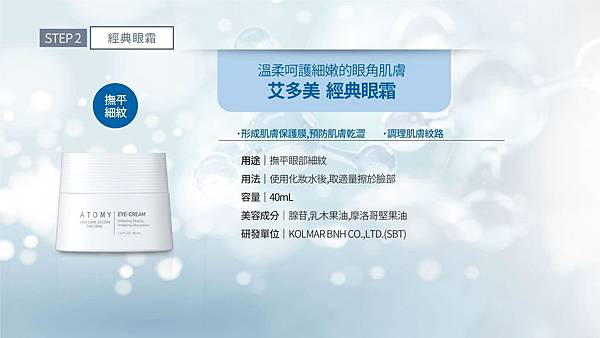 STEP 2 經典眼霜
溫柔呵護細嫩的眼角肌膚
艾多美 經典眼霜
撫平
細紋
·形成肌膚保護膜,預防肌膚乾澀 ·調理肌膚紋路
用途｜撫平眼部細紋
用法｜使用化妝水後,取適量擦於臉部
容量｜40mL
美容成分｜腺苷,乳木果油,摩洛哥堅果油
研發單位｜KOLMAR BNH CO.,LTD.(SBT)
ATOMY EYE-CREAM